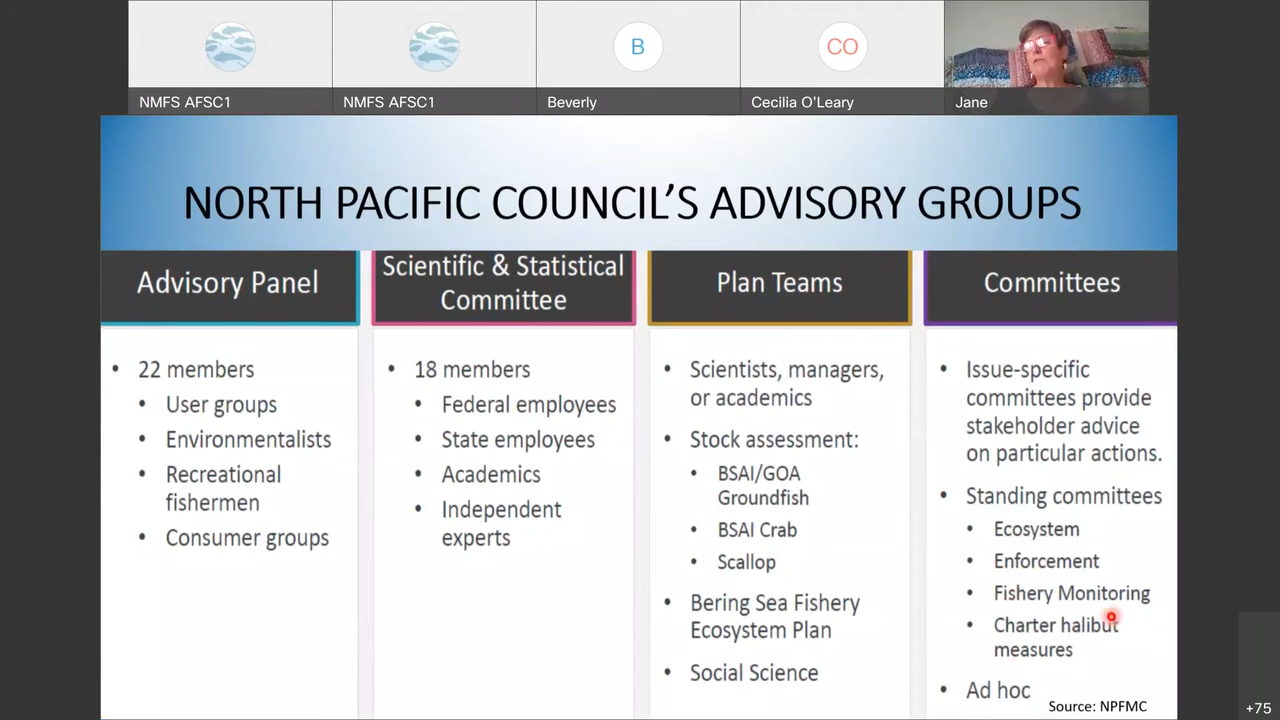 NMFS AFSC1
NMFS AFSC1
B
Beverly
CO
Cecilia O'Leary
Jane
NORTH PACIFIC COUNCIL'S ADVISORY GROUPS
Advisory Panel
• 22 members
• User groups
• Environmentalists
• Recreational
fishermen
• Consumer groups
Scientific & Statistical
Committee
• 18 members
• Federal employees
• State employees
• Academics
• Independent
experts
Plan Teams
• Scientists, managers,
or academics
• Stock assessment:
• BSAI/GOA
Groundfish
• BSAI Crab
• Scallop
• Bering Sea Fishery
Ecosystem Plan
• Social Science
Committees
• Issue-specific
committees provide
stakeholder advice
on particular actions.
• Standing committees
• Ecosystem
• Enforcement
• Fishery Monitoring
• Charter halibut
measures
• Ad hoc
Source: NPFMC
+75